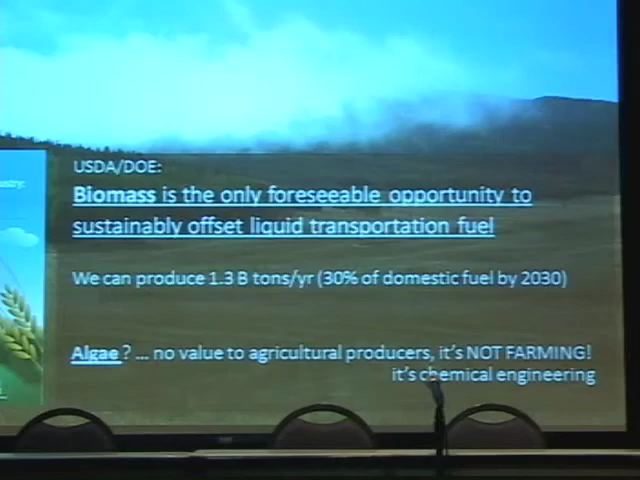 USDA/DOE:
Biomass is the only foreseeable opportunity to
sustainably offset liquid transportation fuel
We can produce 1.3 B tons/yr (30% of domestic fuel by 2030)
Algae? ... no value to agricultural producers, it's NOT FARMING!
it's chemical engineering